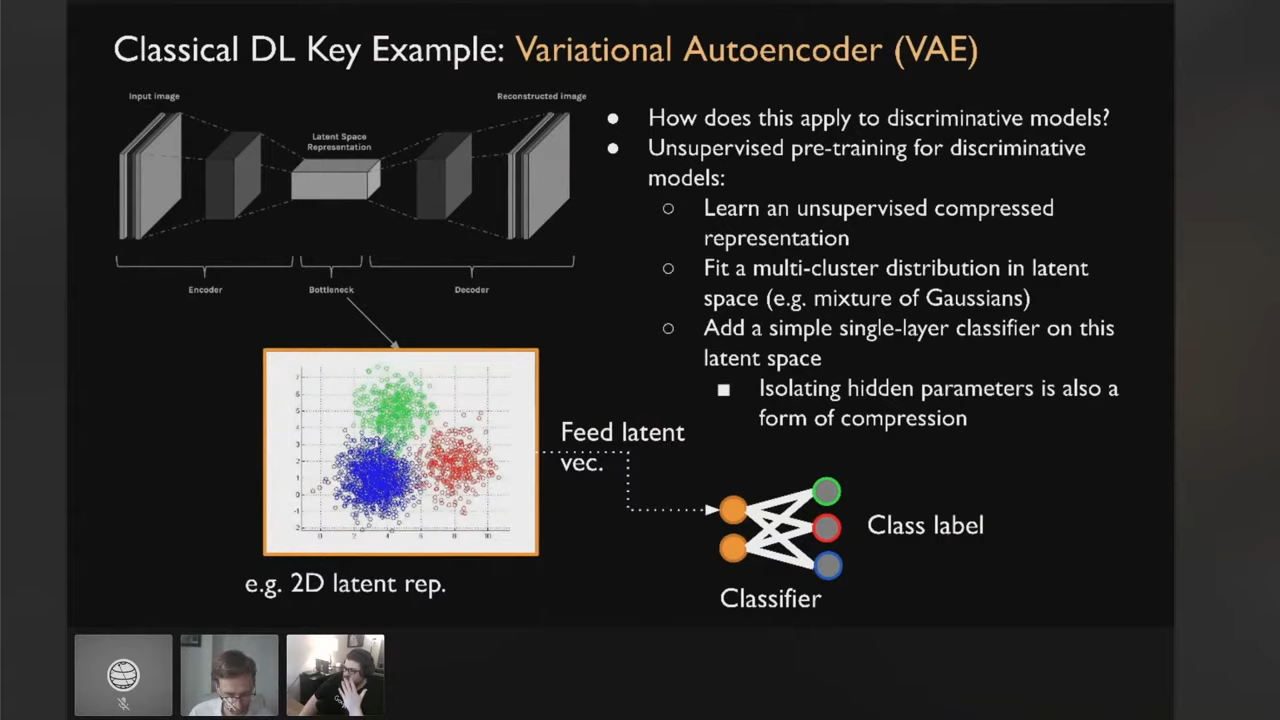 Classical DL Key Example: Variational Autoencoder (VAE)
Input image
Reconstructed image
Latent Space
Representation
Encoder
Bottleneck
Decoder
● How does this apply to discriminative models?
● Unsupervised pre-training for discriminative
models:
○ Learn an unsupervised compressed
representation
○ Fit a multi-cluster distribution in latent
space (e.g. mixture of Gaussians)
○ Add a simple single-layer classifier on this
latent space
■ Isolating hidden parameters is also a
form of compression
Feed latent
vec.
e.g. 2D latent rep.
Class label
Classifier